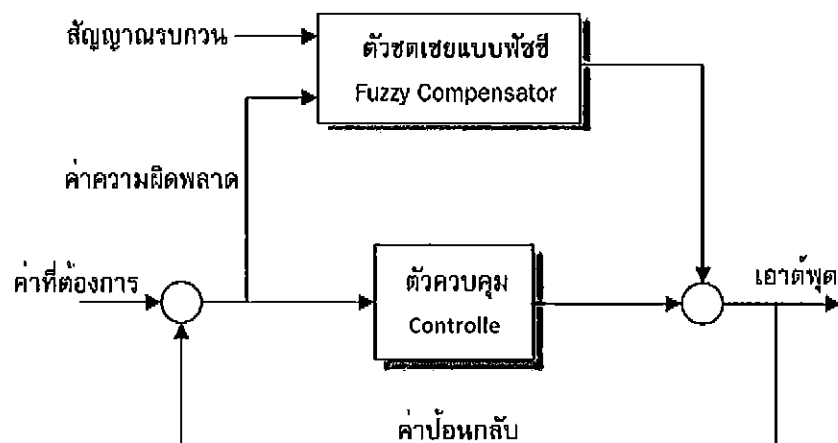 สัญญาณรบกวน
ตัวชดเชยแบบฟัซซี
Fuzzy Compensator
ค่าความผิดพลาด
ค่าที่ต้องการ
ตัวควบคุม
Controlle
เอาต์พุต
ค่าป้อนกลับ